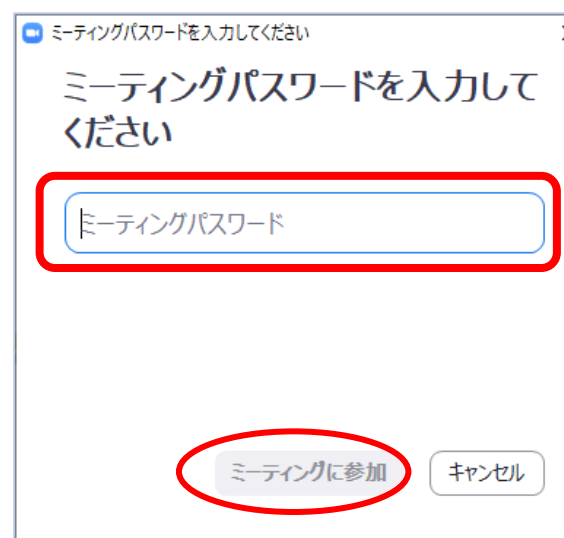 ミーティングパスワードを入力してください
ミーティングパスワードを入力して
ください
ミーティングパスワード
ミーティングに参加 キャンセル